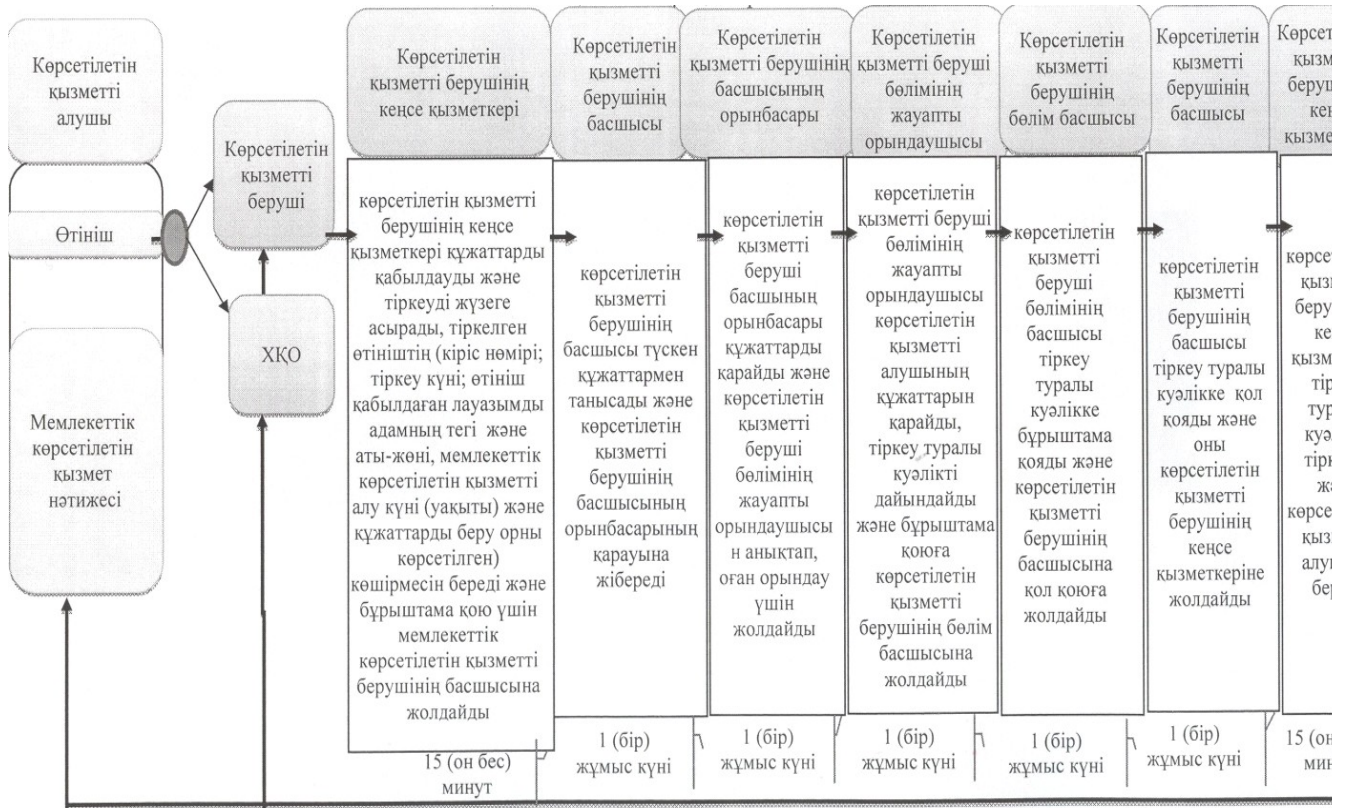 Көрсетілетін
қызметті
алушы
Өтініш
Мемлекеттік
көрсетілетін
қызмет
нәтижесі
Көрсетілетін
қызметті
беруші
ХҚО
Көрсетілетін
қызметті берушінің
кеңсе қызметкері
көрсетілетін қызметті
берушінің кеңсе
қызметкері құжаттарды
қабылдауды және
тіркеуді жүзеге
асырады, тіркелген
өтініштің (кіріс нөмірі;
тіркеу күні; өтініш
қабылдаған лауазымды
адамның тегі және
аты-жөні, мемлекеттік
көрсетілетін қызметті
алу күні (уақыты) және
құжаттарды беру орны
көрсетілген)
көшірмесін береді және
бұрыштама қою үшін
мемлекеттік
көрсетілетін қызметті
берушінің басшысына
жолдайды
15 (он бес)
минут
Көрсетілетін
қызметті
берушінің
басшысы
көрсетілетін
қызметті
берушінің
басшысы түскен
құжаттармен
танысады және
көрсетілетін
қызметті
берушінің
басшысының
орынбасарының
қарауына
жібереді
1 (бір)
жұмыс күні
Көрсетілетін
қызметті берушінің
басшысының
орынбасары
көрсетілетін
қызметті
беруші
басшының
орынбасары
құжаттарды
қарайды және
көрсетілетін
қызметті
беруші
бөлімінің
жауапты
орындаушысы
н анықтап,
оған орындау
үшін
жолдайды
1 (бір)
жұмыс күні
Көрсетілетін
қызметті беруші
бөлімінің
жауапты
орындаушысы
көрсетілетін
қызметті беруші
бөлімінің
жауапты
орындаушысы
көрсетілетін
қызметті
алушының
құжаттарын
қарайды,
тіркеу туралы
куәлікті
дайындайды
және бұрыштама
қоюға
көрсетілетін
қызметті
берушінің бөлім
басшысына
жолдайды
1 (бір)
жұмыс күні
Көрсетілетін
қызметті
берушінің
бөлім басшысы
көрсетілетін
қызметті
беруші
бөлімінің
басшысы
тіркеу
туралы
куәлікке
бұрыштама
қояды және
көрсетілетін
қызметті
берушінің
басшысына
қол қоюға
жолдайды
1 (бір)
жұмыс күні
Көрсетілетін
қызметті
берушінің
басшысы
көрсетілетін
қызметті
берушінің
басшысы
тіркеу туралы
куәлікке қол
қояды және
оны
көрсетілетін
қызметті
берушінің
кеңсе
қызметкеріне
жолдайды
1 (бір)
жұмыс күні
15 (он